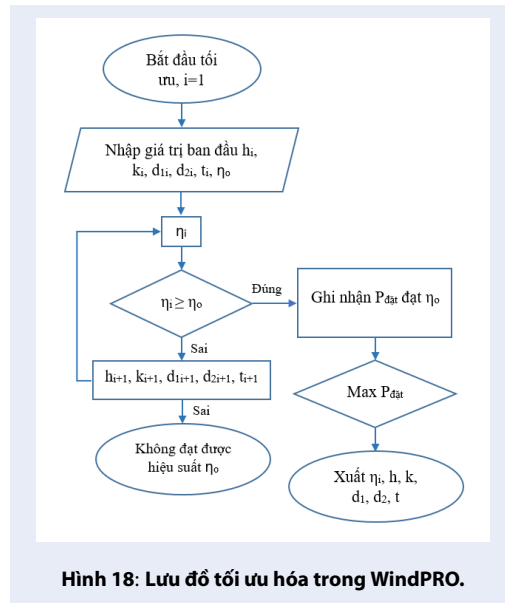 Bắt đầu tối
ưu, i=1
Nhập giá trị ban đầu hᵢ,
kᵢ, d₁ᵢ, d₂ᵢ, tᵢ, ηₒ
ηᵢ
ηᵢ ≥ ηₒ
Đúng
Ghi nhận Pđặt đạt ηₒ
Sai
hᵢ₊₁, kᵢ₊₁, d₁ᵢ₊₁, d₂ᵢ₊₁, tᵢ₊₁
Max Pđặt
Sai
Không đạt được
hiệu suất ηₒ
Xuất ηᵢ, h, k,
d₁, d₂, t
Hình 18: Lưu đồ tối ưu hóa trong WindPRO.